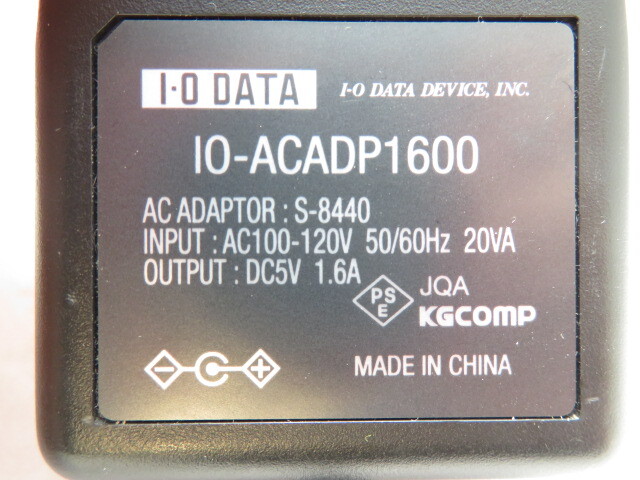 I·O DATA I·O DATA DEVICE, INC.
IO-ACADP1600
AC ADAPTOR : S-8440
INPUT : AC100-120V 50/60Hz 20VA
OUTPUT : DC5V 1.6A
PS
E
JQA
KGCOMP
MADE IN CHINA